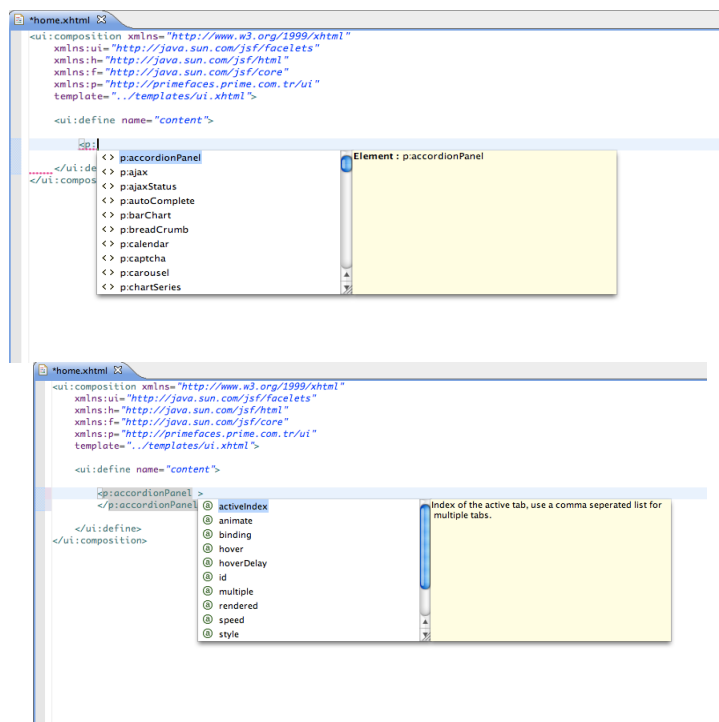 *home.xhtml
<ui:composition xmlns="http://www.w3.org/1999/xhtml"
xmlns:ui="http://java.sun.com/jsf/facelets"
xmlns:h="http://java.sun.com/jsf/html"
xmlns:f="http://java.sun.com/jsf/core"
xmlns:p="http://primefaces.prime.com.tr/ui"
template="../templates/ui.xhtml">
<ui:define name="content">
<p:
<> p:accordionPanel
Element : p:accordionPanel
</ui:de
<> p:ajax
</ui:compos
<> p:ajaxStatus
<> p:autoComplete
<> p:barChart
<> p:breadCrumb
<> p:calendar
<> p:captcha
<> p:carousel
<> p:chartSeries
*home.xhtml
<ui:composition xmlns="http://www.w3.org/1999/xhtml"
xmlns:ui="http://java.sun.com/jsf/facelets"
xmlns:h="http://java.sun.com/jsf/html"
xmlns:f="http://java.sun.com/jsf/core"
xmlns:p="http://primefaces.prime.com.tr/ui"
template="../templates/ui.xhtml">
<ui:define name="content">
<p:accordionPanel >
</p:accordionPanel
@ activeIndex
Index of the active tab, use a comma seperated list for
multiple tabs.
@ animate
</ui:define>
@ binding
</ui:composition>
@ hover
@ hoverDelay
@ id
@ multiple
@ rendered
@ speed
@ style